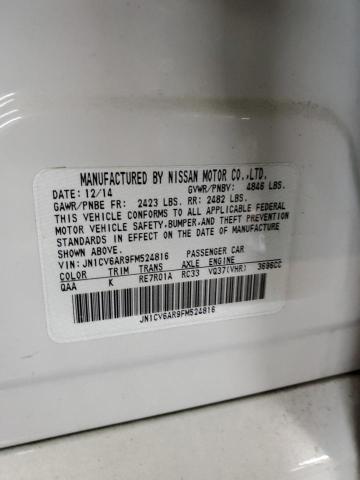 MANUFACTURED BY NISSAN MOTOR CO.,LTD.
DATE: 12/14 GVWR/PNBV: 4846 LBS.
GAWR/PNBE FR: 2423 LBS. RR: 2482 LBS.
THIS VEHICLE CONFORMS TO ALL APPLICABLE FEDERAL
MOTOR VEHICLE SAFETY, BUMPER, AND THEFT PREVENTION
STANDARDS IN EFFECT ON THE DATE OF MANUFACTURE
SHOWN ABOVE.
VIN: JN1CV6AR9FM524816 PASSENGER CAR
COLOR TRIM TRANS AXLE ENGINE
QAA K RE7R01A RC33 VQ37(VHR) 3696CC
JN1CV6AR9FM524816